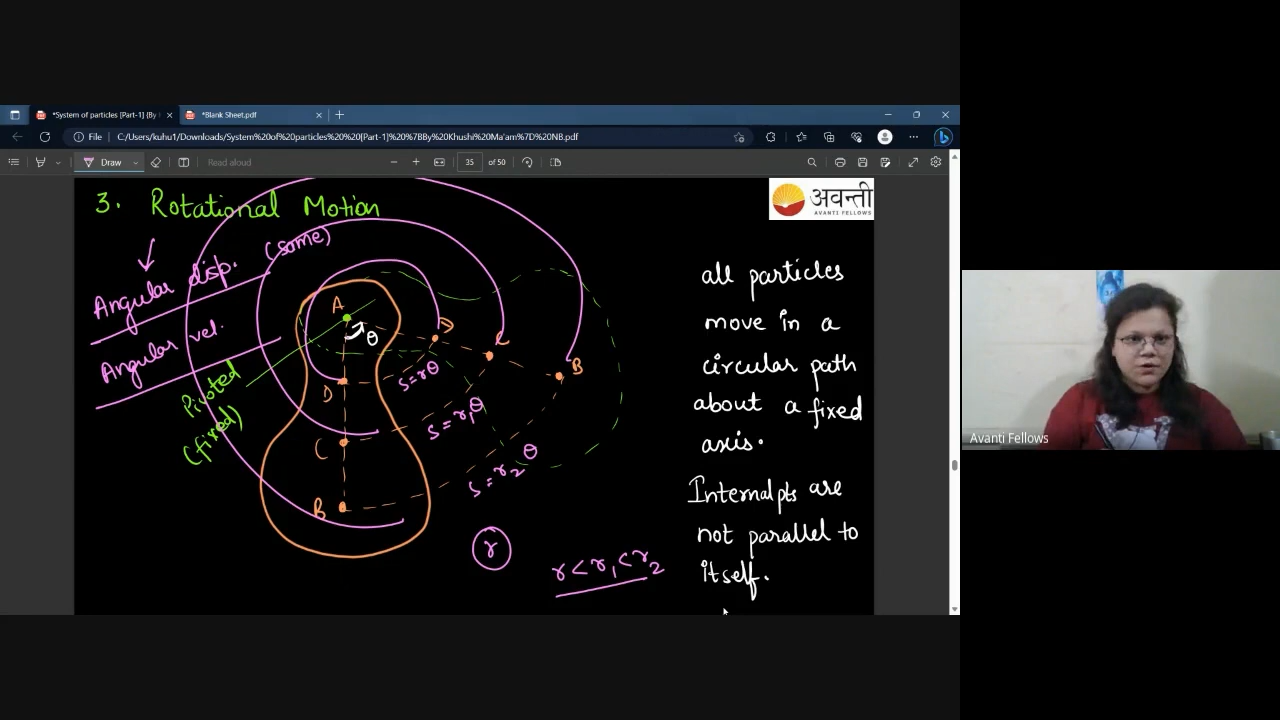 *System of particles [Part-1] (By
*Blank Sheet.pdf
File
C:/Users/kuhu1/Downloads/System%20of%20particles%20%20[Part-1]%20%7BBy%20Khushi%20Ma'am%7D%20NB.pdf
Draw
Read aloud
35 of 50
3. Rotational Motion
अवन्ती
AVANTI FELLOWS
Angular disp. (same)
Angular vel.
Pivoted
(fixed)
A
θ
D
C
B
D
C
B
S=rθ
S=r₁θ
S=r₂θ
r
r<r₁<r₂
all particles
move in a
circular path
about a fixed
axis.
Internal pts are
not parallel to
itself.
Avanti Fellows